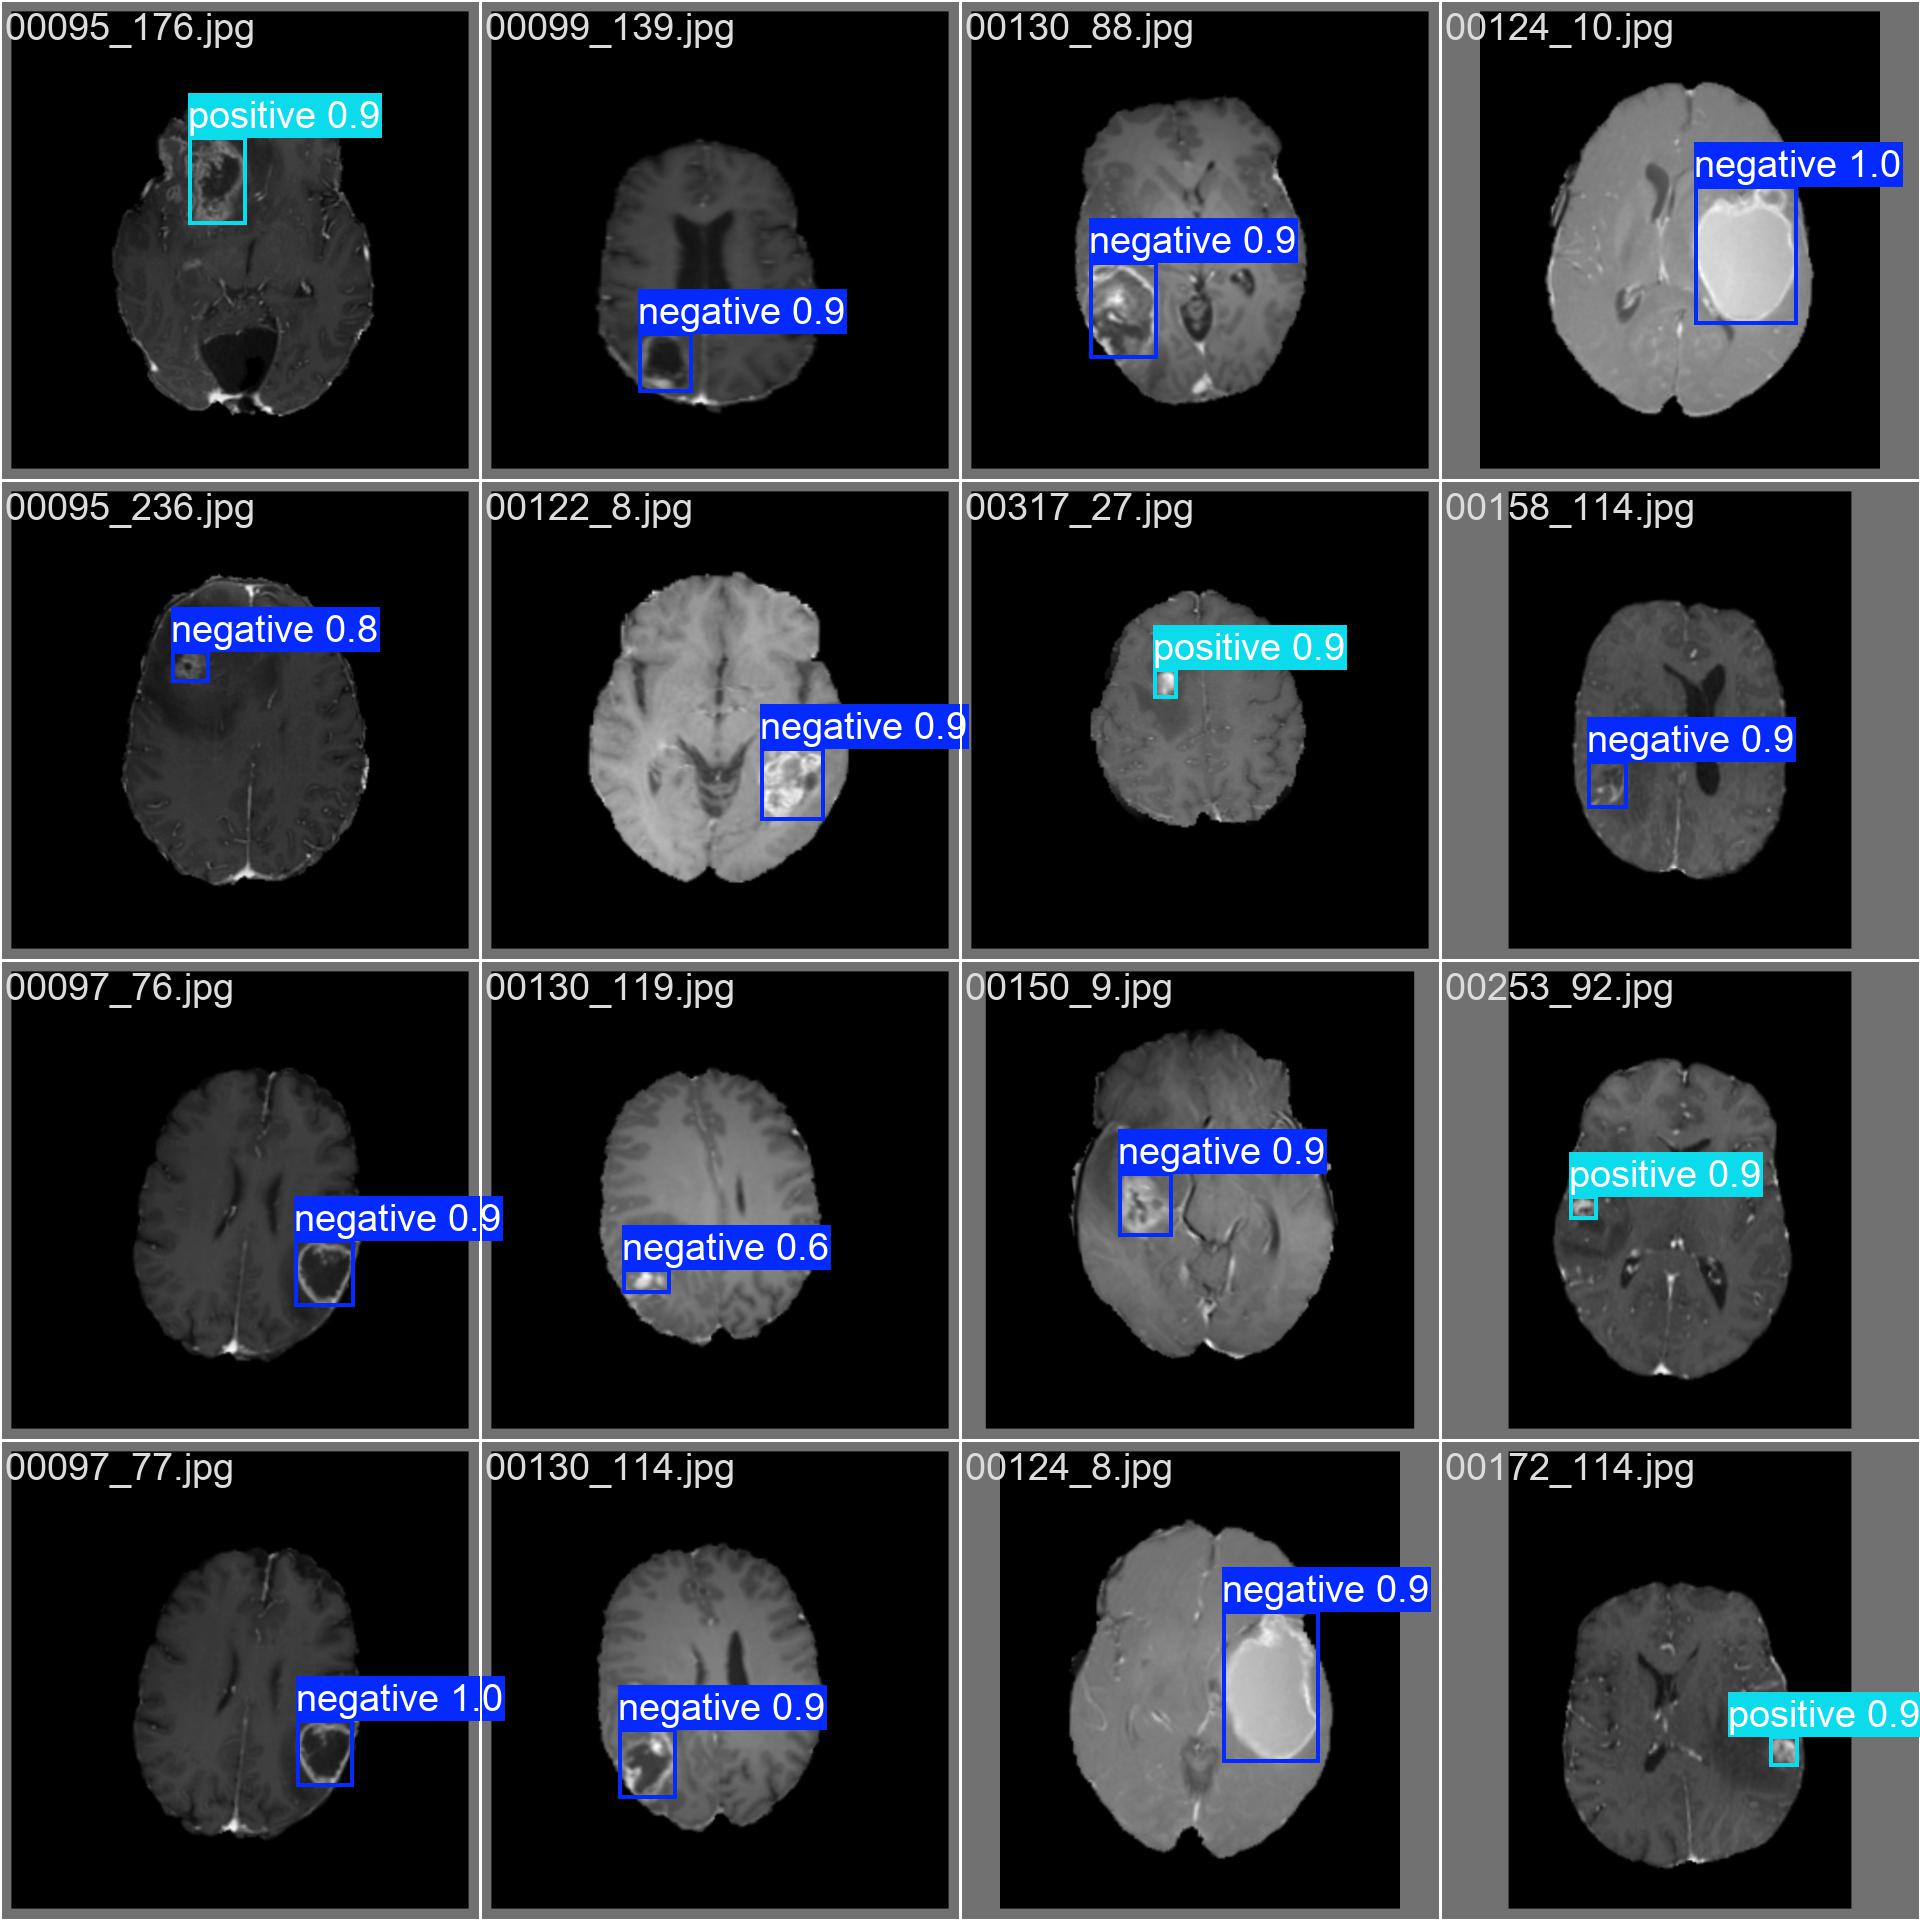 00095_176.jpg
positive 0.9
00099_139.jpg
negative 0.9
00130_88.jpg
negative 0.9
00124_10.jpg
negative 1.0
00095_236.jpg
negative 0.8
00122_8.jpg
negative 0.9
00317_27.jpg
positive 0.9
00158_114.jpg
negative 0.9
00097_76.jpg
negative 0.9
00130_119.jpg
negative 0.6
00150_9.jpg
negative 0.9
00253_92.jpg
positive 0.9
00097_77.jpg
negative 1.0
00130_114.jpg
negative 0.9
00124_8.jpg
negative 0.9
00172_114.jpg
positive 0.9